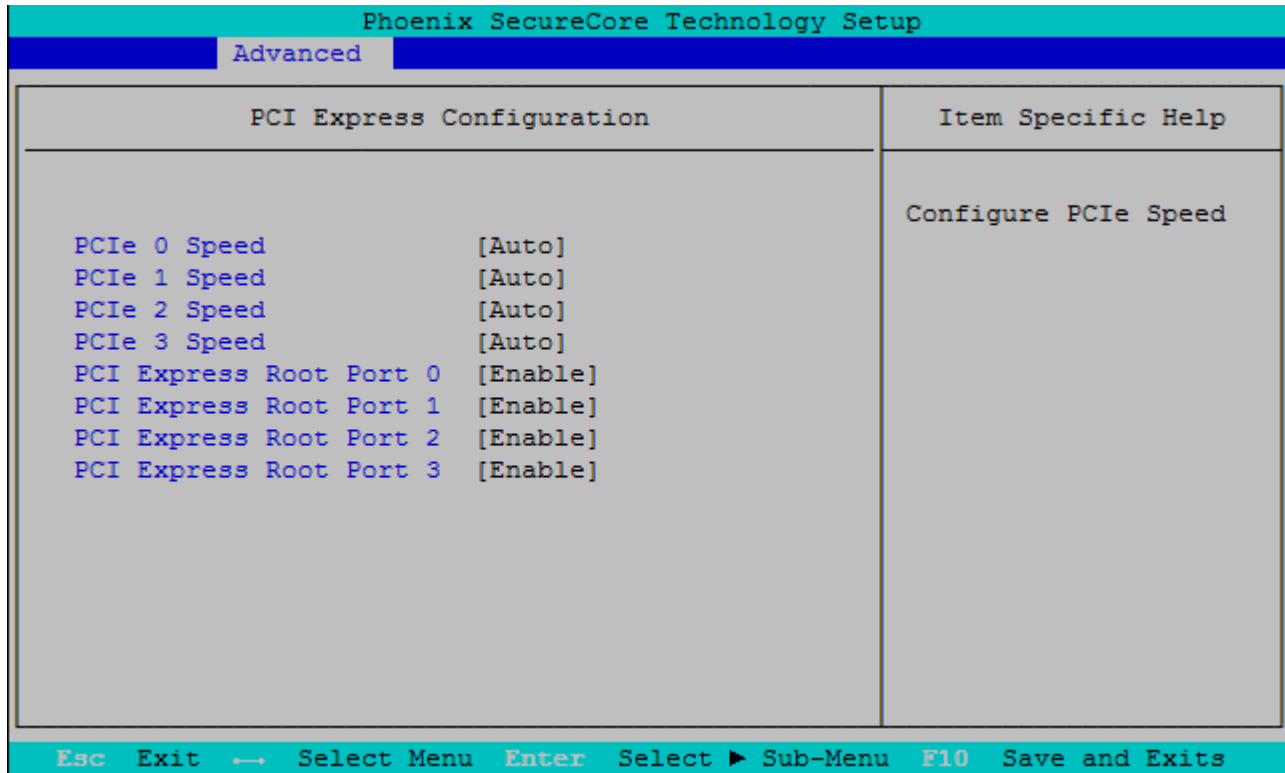 Phoenix SecureCore Technology Setup
Advanced
PCI Express Configuration
Item Specific Help
Configure PCIe Speed
PCIe 0 Speed [Auto]
PCIe 1 Speed [Auto]
PCIe 2 Speed [Auto]
PCIe 3 Speed [Auto]
PCI Express Root Port 0 [Enable]
PCI Express Root Port 1 [Enable]
PCI Express Root Port 2 [Enable]
PCI Express Root Port 3 [Enable]
Esc Exit ↔ Select Menu Enter Select ► Sub-Menu F10 Save and Exits